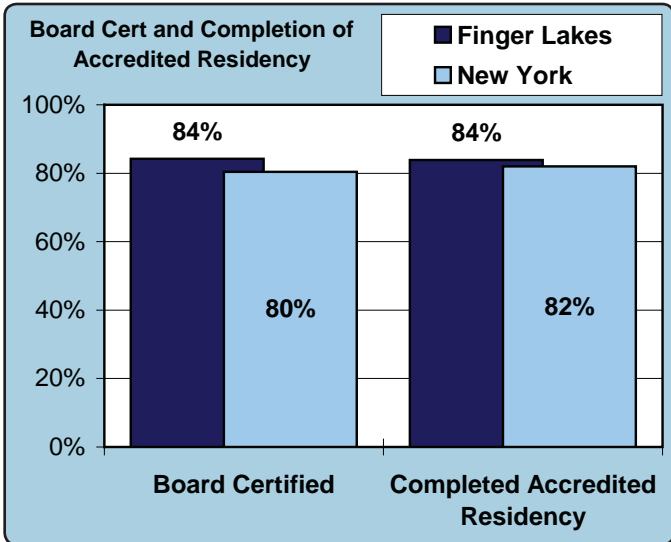 Board Cert and Completion of
Accredited Residency
Finger Lakes
New York
100%
80%
60%
40%
20%
0%
84%
80%
84%
82%
Board Certified
Completed Accredited
Residency